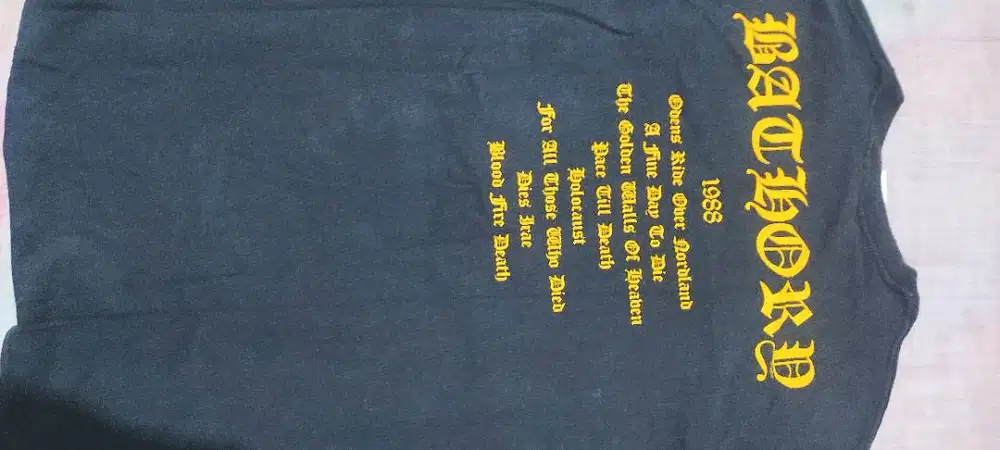 BATHORY
1988
Odens Ride Over Nordland
A Fine Day To Die
The Golden Walls Of Heaven
Pace Till Death
Holocaust
For All Those Who Died
Dies Irae
Blood Fire Death